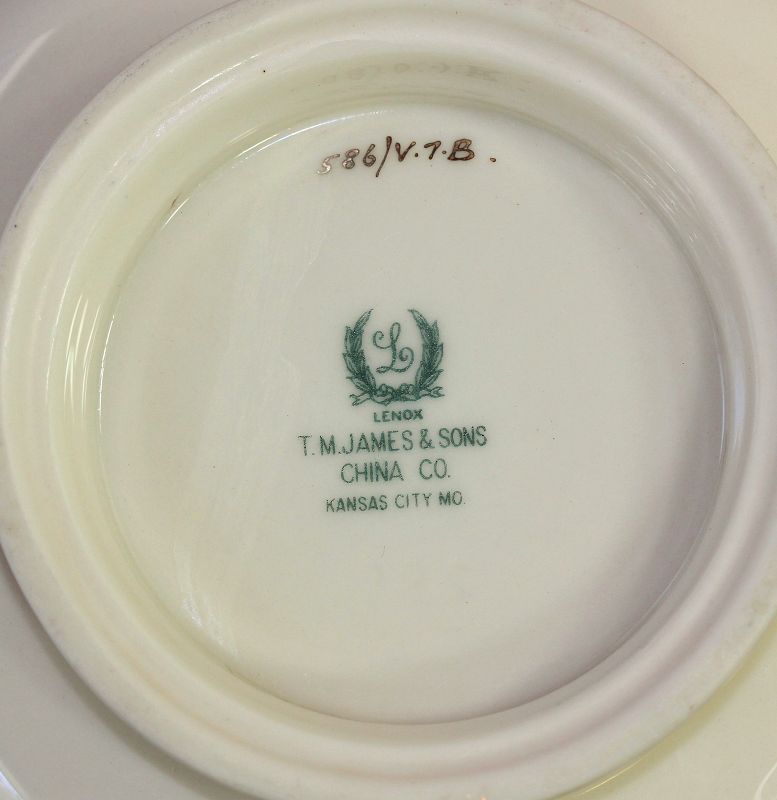 586/V.7.B.
L
LENOX
T.M.JAMES & SONS
CHINA CO.
KANSAS CITY MO.